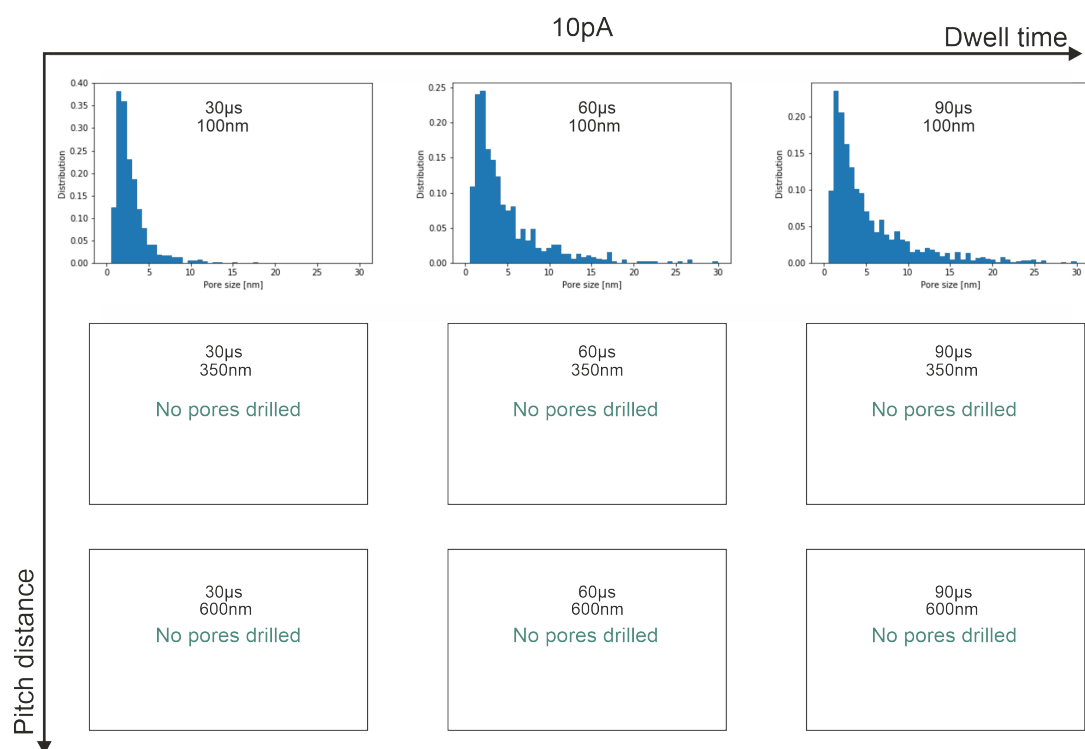 10pA
Dwell time
Pitch distance
30µs
100nm
Distribution
0.40
0.35
0.30
0.25
0.20
0.15
0.10
0.05
0.00
0 5 10 15 20 25 30
Pore size [nm]
60µs
100nm
Distribution
0.25
0.20
0.15
0.10
0.05
0.00
0 5 10 15 20 25 30
Pore size [nm]
90µs
100nm
Distribution
0.20
0.15
0.10
0.05
0.00
0 5 10 15 20 25 30
Pore size [nm]
30µs
350nm
No pores drilled
60µs
350nm
No pores drilled
90µs
350nm
No pores drilled
30µs
600nm
No pores drilled
60µs
600nm
No pores drilled
90µs
600nm
No pores drilled